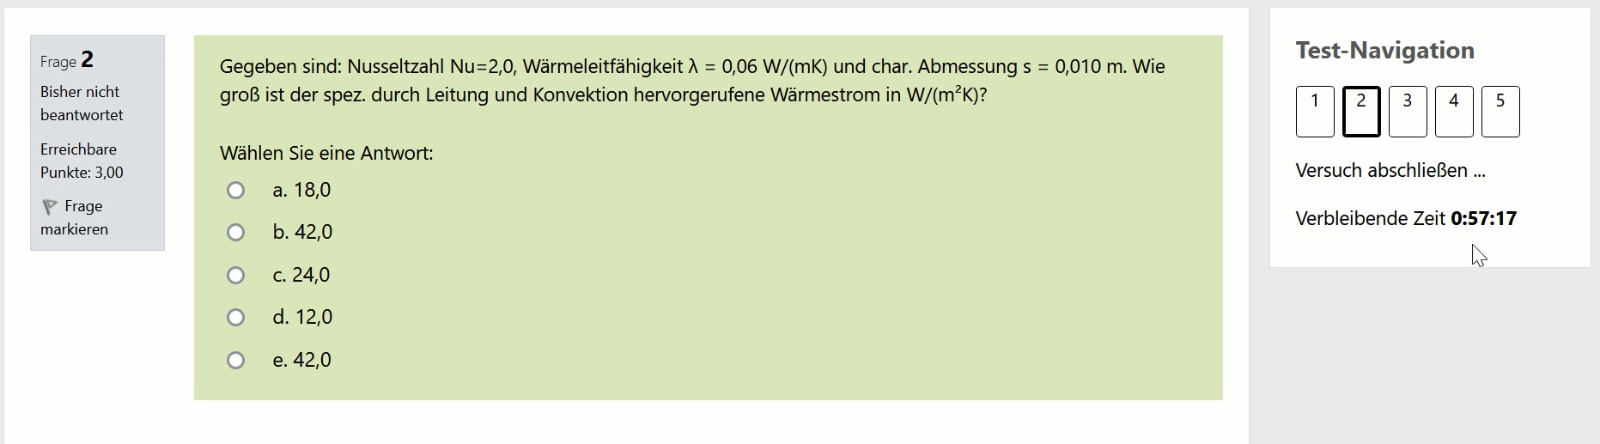 Frage 2
Bisher nicht
beantwortet
Erreichbare
Punkte: 3,00
Frage
markieren
Gegeben sind: Nusseltzahl Nu=2,0, Wärmeleitfähigkeit λ = 0,06 W/(mK) und char. Abmessung s = 0,010 m. Wie
groß ist der spez. durch Leitung und Konvektion hervorgerufene Wärmestrom in W/(m²K)?
Wählen Sie eine Antwort:
a. 18,0
b. 42,0
c. 24,0
d. 12,0
e. 42,0
Test-Navigation
1 2 3 4 5
Versuch abschließen ...
Verbleibende Zeit 0:57:17